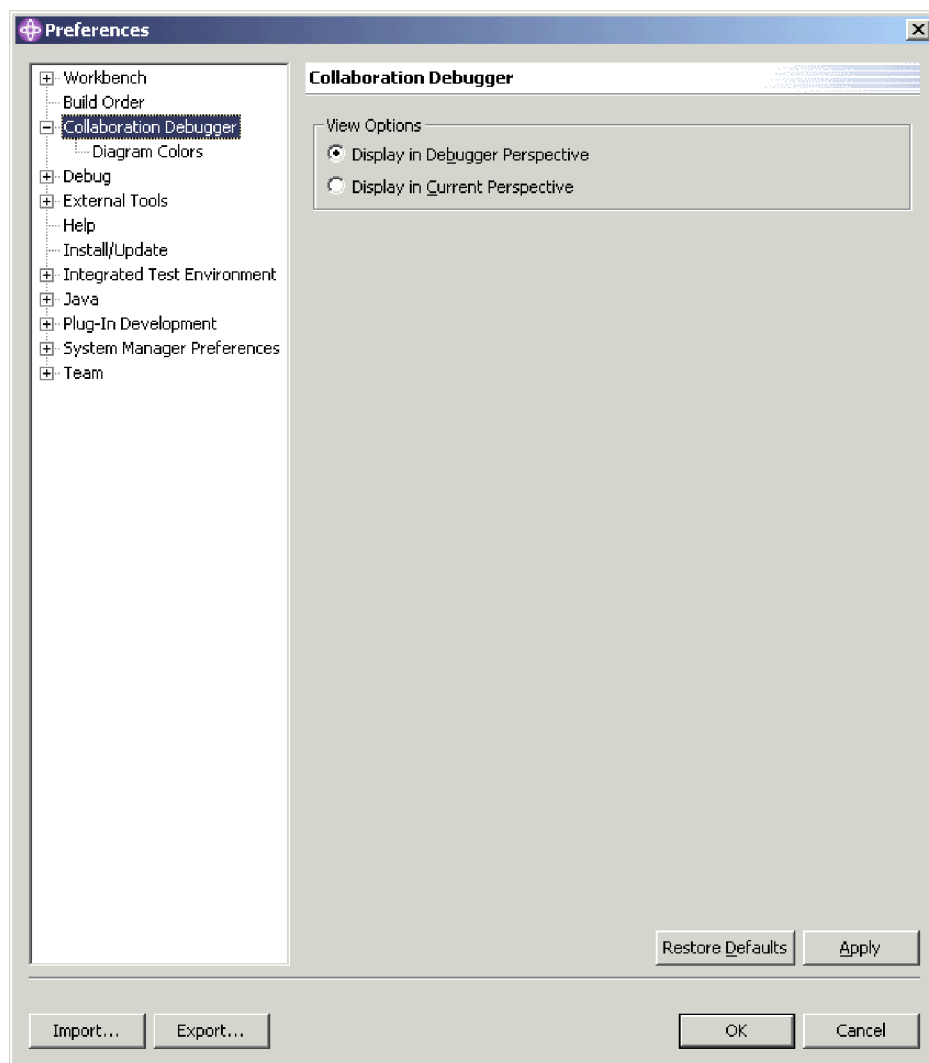 Preferences
Workbench
Build Order
Collaboration Debugger
Diagram Colors
Debug
External Tools
Help
Install/Update
Integrated Test Environment
Java
Plug-In Development
System Manager Preferences
Team
Collaboration Debugger
View Options
Display in Debugger Perspective
Display in Current Perspective
Restore Defaults
Apply
Import...
Export...
OK
Cancel